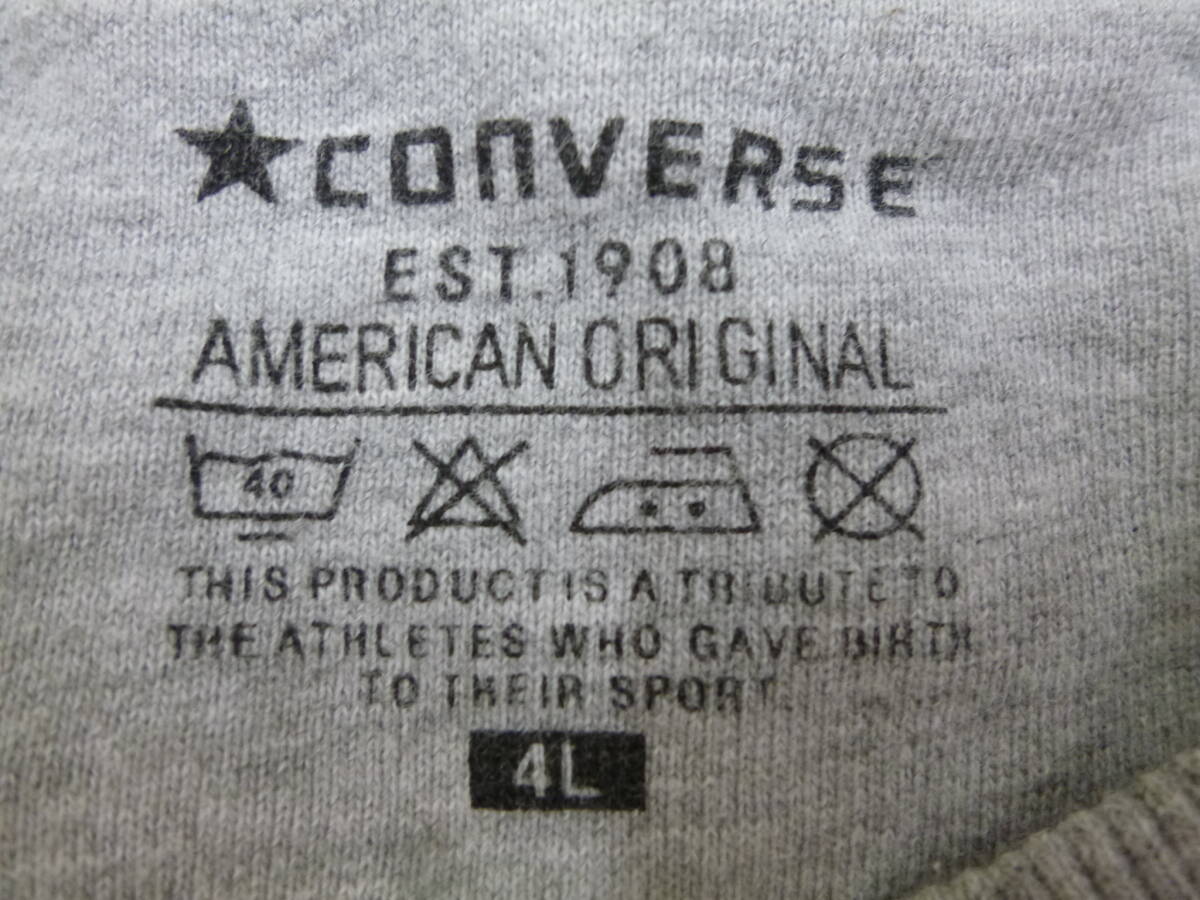 ★CONVERSE
EST.1908
AMERICAN ORIGINAL
40
THIS PRODUCT IS A TRIBUTE TO
THE ATHLETES WHO GAVE BIRTH
TO THEIR SPORT
4L